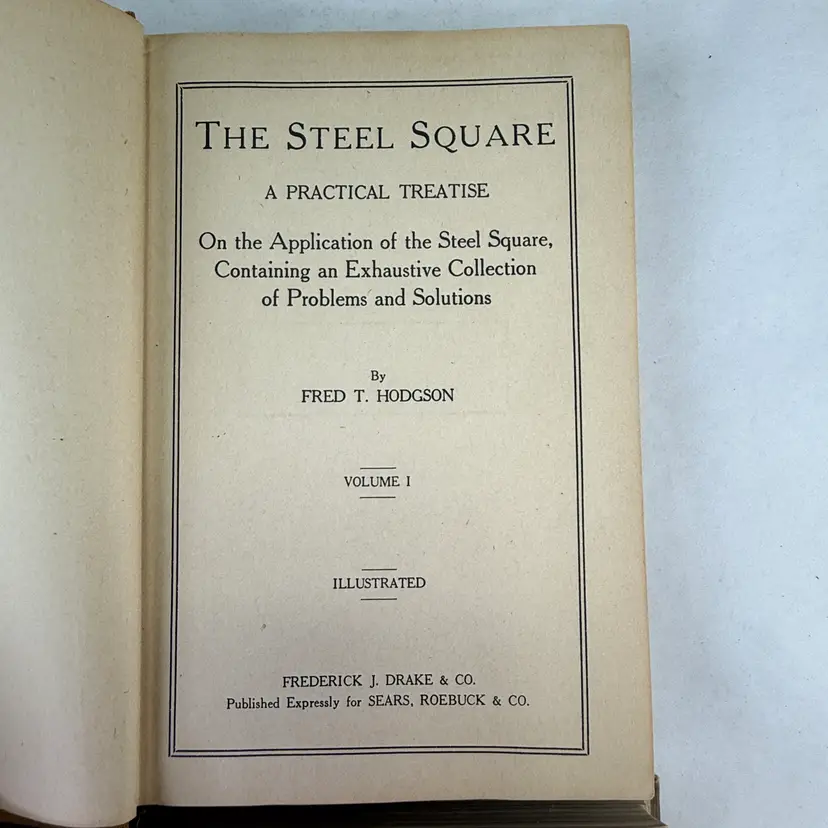 THE STEEL SQUARE
A PRACTICAL TREATISE
On the Application of the Steel Square,
Containing an Exhaustive Collection
of Problems and Solutions
By
FRED T. HODGSON
VOLUME I
ILLUSTRATED
FREDERICK J. DRAKE & CO.
Published Expressly for SEARS, ROEBUCK & CO.